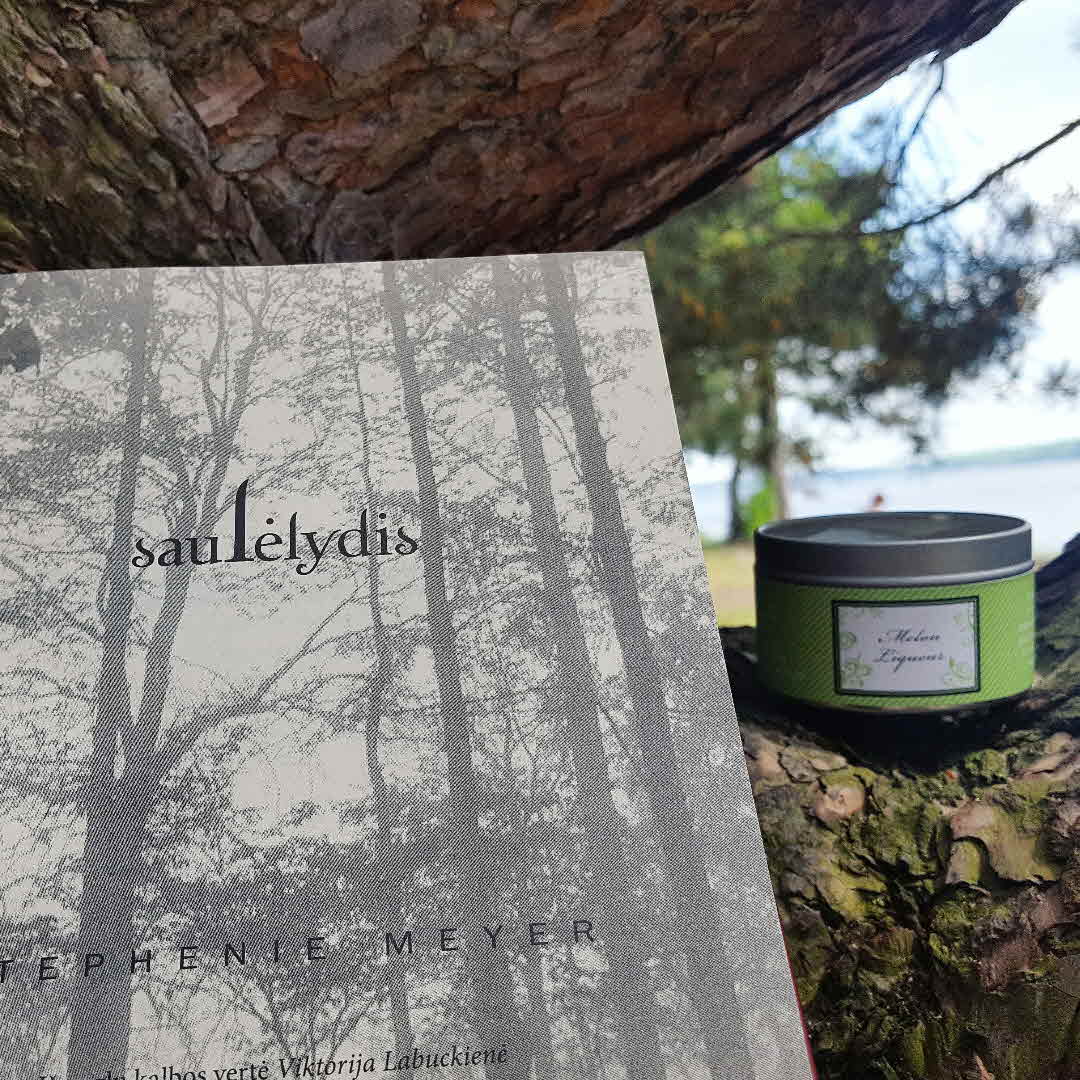 saulėlydis
TEPHENIE MEYER
kalbos vertė Viktorija Labuckienė
Melon
Liqueur